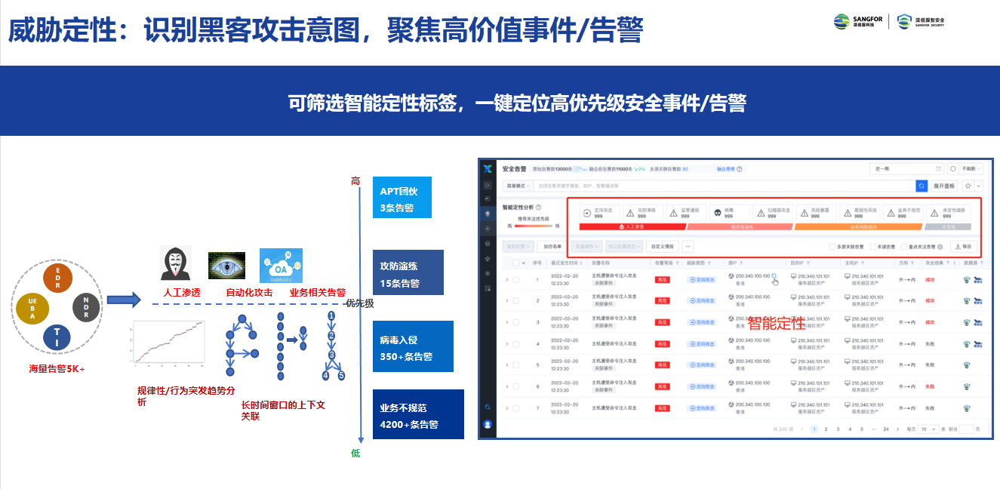 威胁定性：识别黑客攻击意图，聚焦高价值事件/告警
SANGFOR
深信服科技
深信服智安全
SANGFOR SECURITY
可筛选智能定性标签，一键定位高优先级安全事件/告警
EDR
UEBA
NDR
TI
海星告警5K+
人工渗透
自动化攻击
OA
业务相关告警
规律性/行为突发趋势分
析
长时间窗口的上下文
关联
1
2
3
4
5
高
优先级
低
APT团伙
3条告警
攻防演练
15条告警
病毒入侵
350+条告警
业务不规范
4200+条告警
安全告警
原始告警数13000条
融合后告警数11000条
9%
多源关联告警数 80
融合原理
近一周
不刷新
简易模式
支持任意关键字搜索，如IP、告警描述等
展开面板
智能定性分析
推荐关注优先级
高
低
定向攻击
999
攻防演练
999
监管通报
999
病毒
999
扫描器攻击
999
风险暴露
999
脆弱性风险
999
业务不规范
999
未定性威胁
999
人工渗透
程序自动化
业务风险相关
未定性
加白名单
批量操作
标记处置状态
自定义情报
多源关联告警
未读告警
重点关注告警
导出
序号
最近发生时间
告警名称
告警等级
威胁意图
源IP
目的IP
主机IP
方向
攻击结果
数据源
1
2022-02-20
12:23:30
主机遭受命令注入攻击
关联事件
高危
定向攻击
200.340.100.100
香港
210.340.101.101
服务器区资产
210.340.101.101
服务器区资产
外→内
成功
2
2022-02-20
12:23:30
主机遭受命令注入攻击
关联事件
高危
定向攻击
200.340.100.100
香港
210.340.101.101
服务器区资产
210.340.101.101
服务器区资产
外→内
成功
3
2022-02-20
12:23:30
主机遭受命令注入攻击
关联事件
高危
定向攻击
香港
服务器区资产
210.340.101.101
服务器区资产
外→内
成功
智能定性
4
2022-02-20
12:23:30
主机遭受命令注入攻击
高危
定向攻击
200.340.100.100
香港
210.340.101.101
服务器区资产
210.340.101.101
服务器区资产
外→内
失败
5
2022-02-20
12:23:30
主机遭受命令注入攻击
关联事件
高危
定向攻击
200.340.100.100
香港
210.340.101.101
服务器区资产
210.340.101.101
服务器区资产
外→内
失败
6
2022-02-20
12:23:30
主机遭受命令注入攻击
关联事件
高危
定向攻击
200.340.100.100
香港
210.340.101.101
服务器区资产
210.340.101.101
服务器区资产
外→内
失陷
7
2022-02-20
12:23:30
主机遭受命令注入攻击
高危
定向攻击
200.340.100.100
香港
210.340.101.101
服务器区资产
210.340.101.101
服务器区资产
外→内
失败
共 240 项
1 2 3 4 5 ··· 24
每页 10 条
前往 页